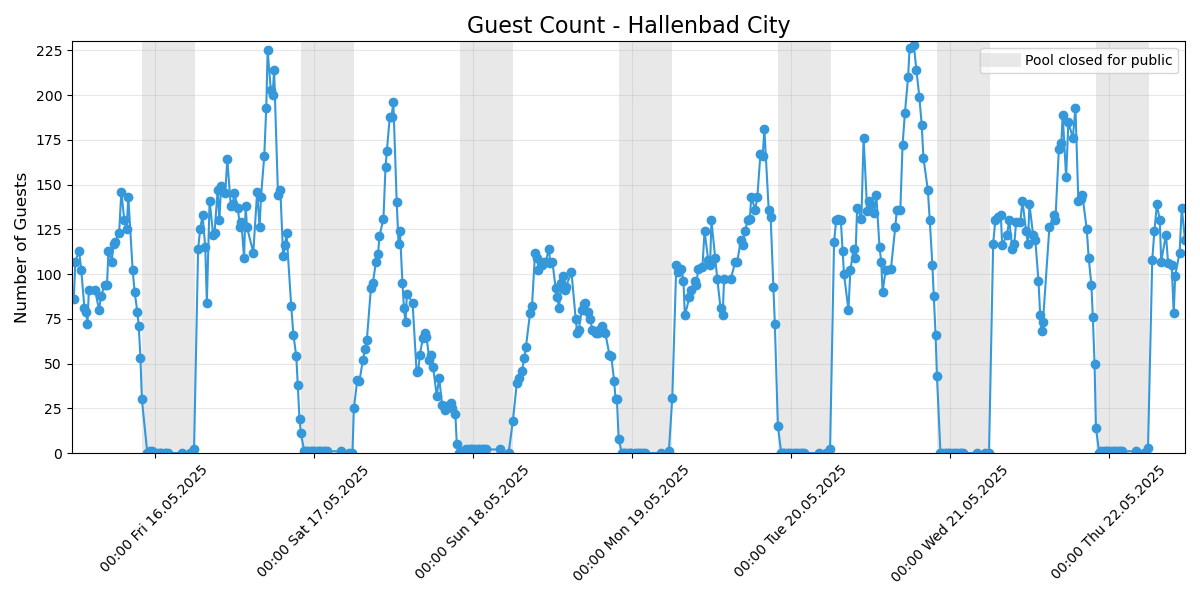 Guest Count - Hallenbad City
Number of Guests
225
200
175
150
125
100
75
50
25
0
Pool closed for public
00:00 Fri 16.05.2025
00:00 Sat 17.05.2025
00:00 Sun 18.05.2025
00:00 Mon 19.05.2025
00:00 Tue 20.05.2025
00:00 Wed 21.05.2025
00:00 Thu 22.05.2025